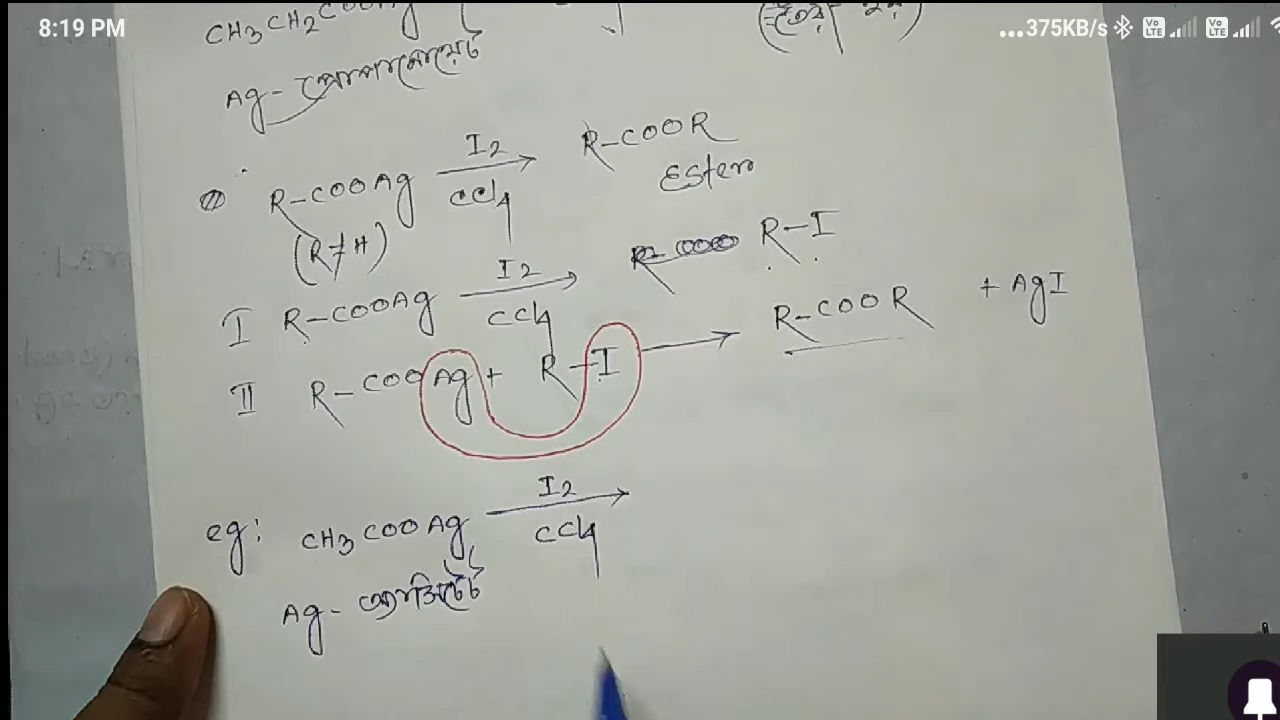 8:19 PM ...375KB/s
CH3CH2COOAg
Ag-
R-COOAg I2 CCl4 R-COOR
(R≠H) Ester
I R-COOAg I2 CCl4 R-I
II R-COOAg + R-I R-COOR + AgI
eg: CH3COOAg I2 CCl4
Ag-